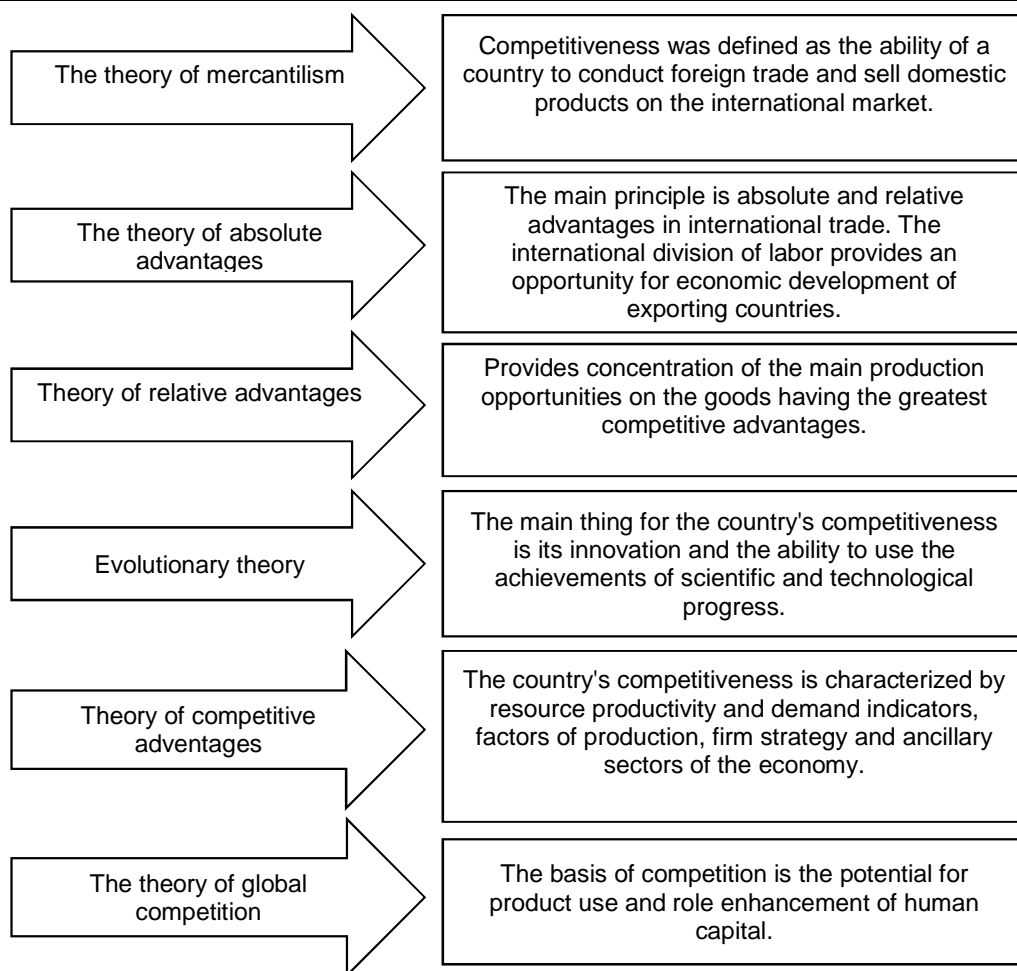 The theory of mercantilism
Competitiveness was defined as the ability of a
country to conduct foreign trade and sell domestic
products on the international market.
The theory of absolute
advantages
The main principle is absolute and relative
advantages in international trade. The
international division of labor provides an
opportunity for economic development of
exporting countries.
Theory of relative advantages
Provides concentration of the main production
opportunities on the goods having the greatest
competitive advantages.
Evolutionary theory
The main thing for the country's competitiveness
is its innovation and the ability to use the
achievements of scientific and technological
progress.
Theory of competitive
adventages
The country's competitiveness is characterized by
resource productivity and demand indicators,
factors of production, firm strategy and ancillary
sectors of the economy.
The theory of global
competition
The basis of competition is the potential for
product use and role enhancement of human
capital.